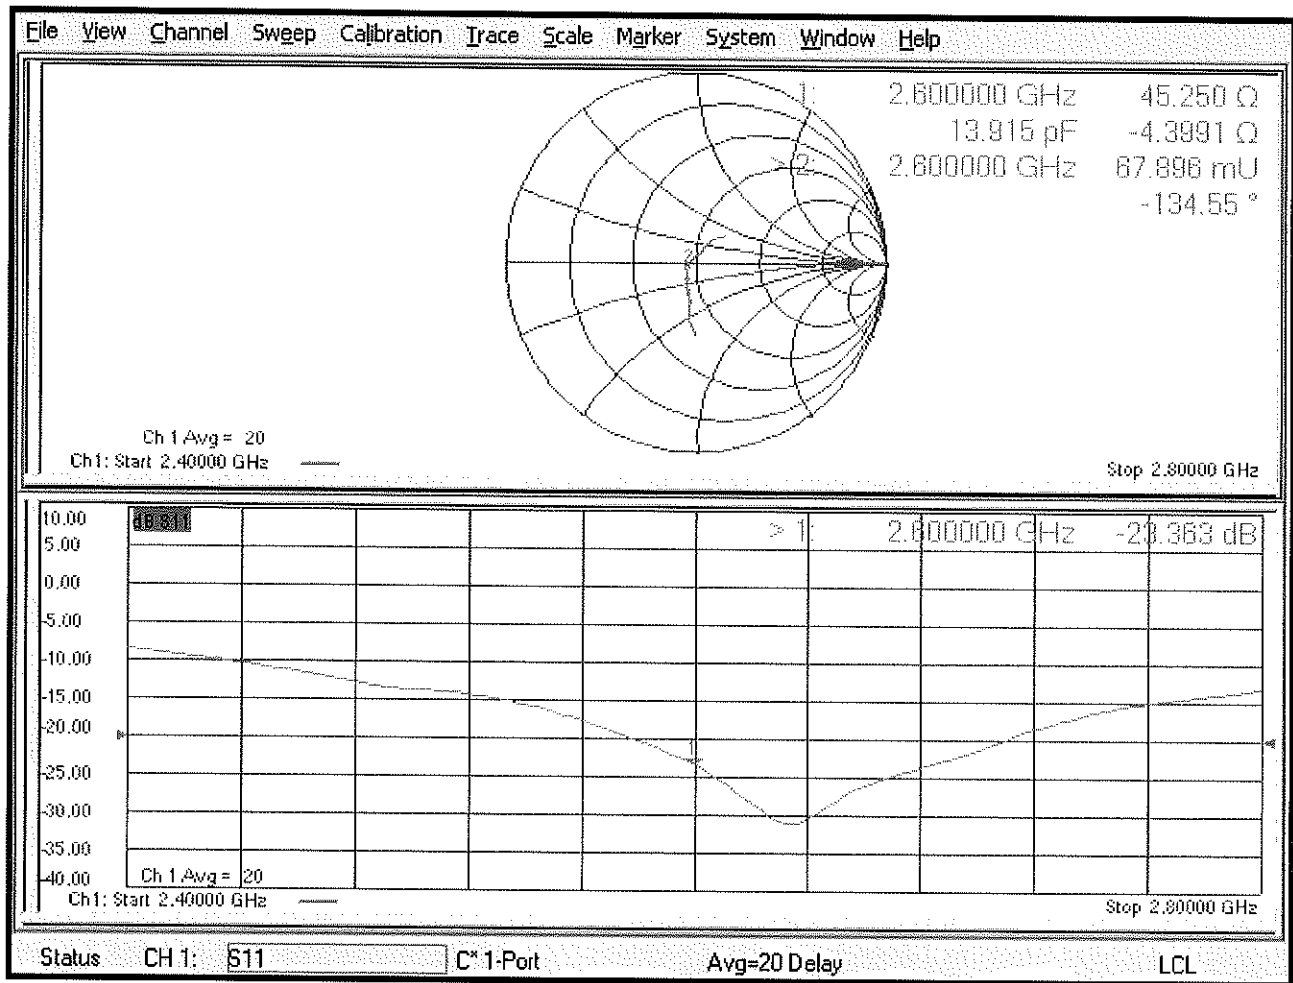 File View Channel Sweep Calibration Trace Scale Marker System Window Help
1: 2.600000 GHz 45.250 Ω
13.915 pF -4.3991 Ω
> 2: 2.600000 GHz 67.896 mU
-134.55 °
2
Ch 1 Avg = 20
Ch1: Start 2.40000 GHz
Stop 2.80000 GHz
10.00
dB S11
> 1: 2.600000 GHz -23.363 dB
5.00
0.00
-5.00
-10.00
-15.00
-20.00
1
-25.00
-30.00
-35.00
-40.00
Ch 1 Avg = 20
Ch1: Start 2.40000 GHz
Stop 2.80000 GHz
Status CH 1: S11 C* 1-Port Avg=20 Delay LCL